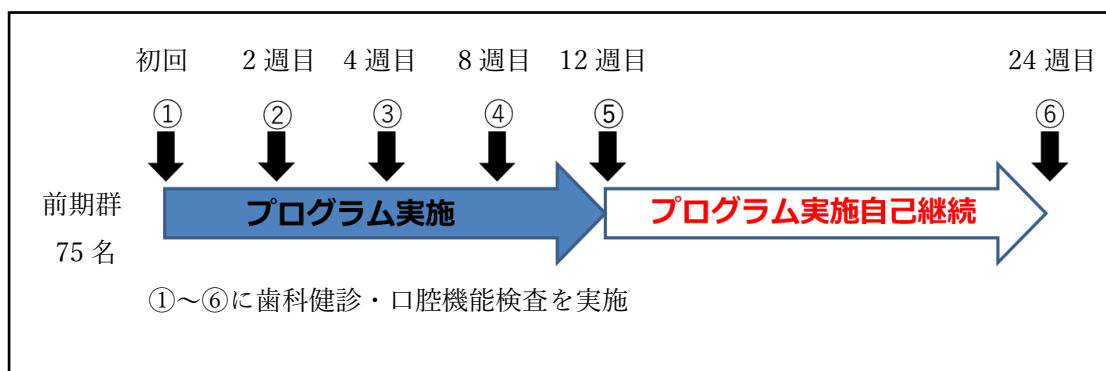 初回 2週目 4週目 8週目 12週目 24週目
① ② ③ ④ ⑤ ⑥
前期群
75名
プログラム実施 プログラム実施自己継続
①～⑥に歯科健診・口腔機能検査を実施